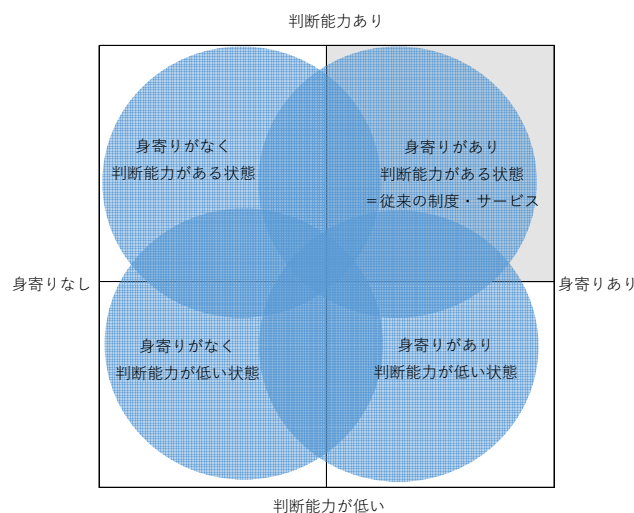 判断能力あり
身寄りがなく
判断能力がある状態
身寄りがあり
判断能力がある状態
＝従来の制度・サービス
身寄りなし
身寄りあり
身寄りがなく
判断能力が低い状態
身寄りがあり
判断能力が低い状態
判断能力が低い